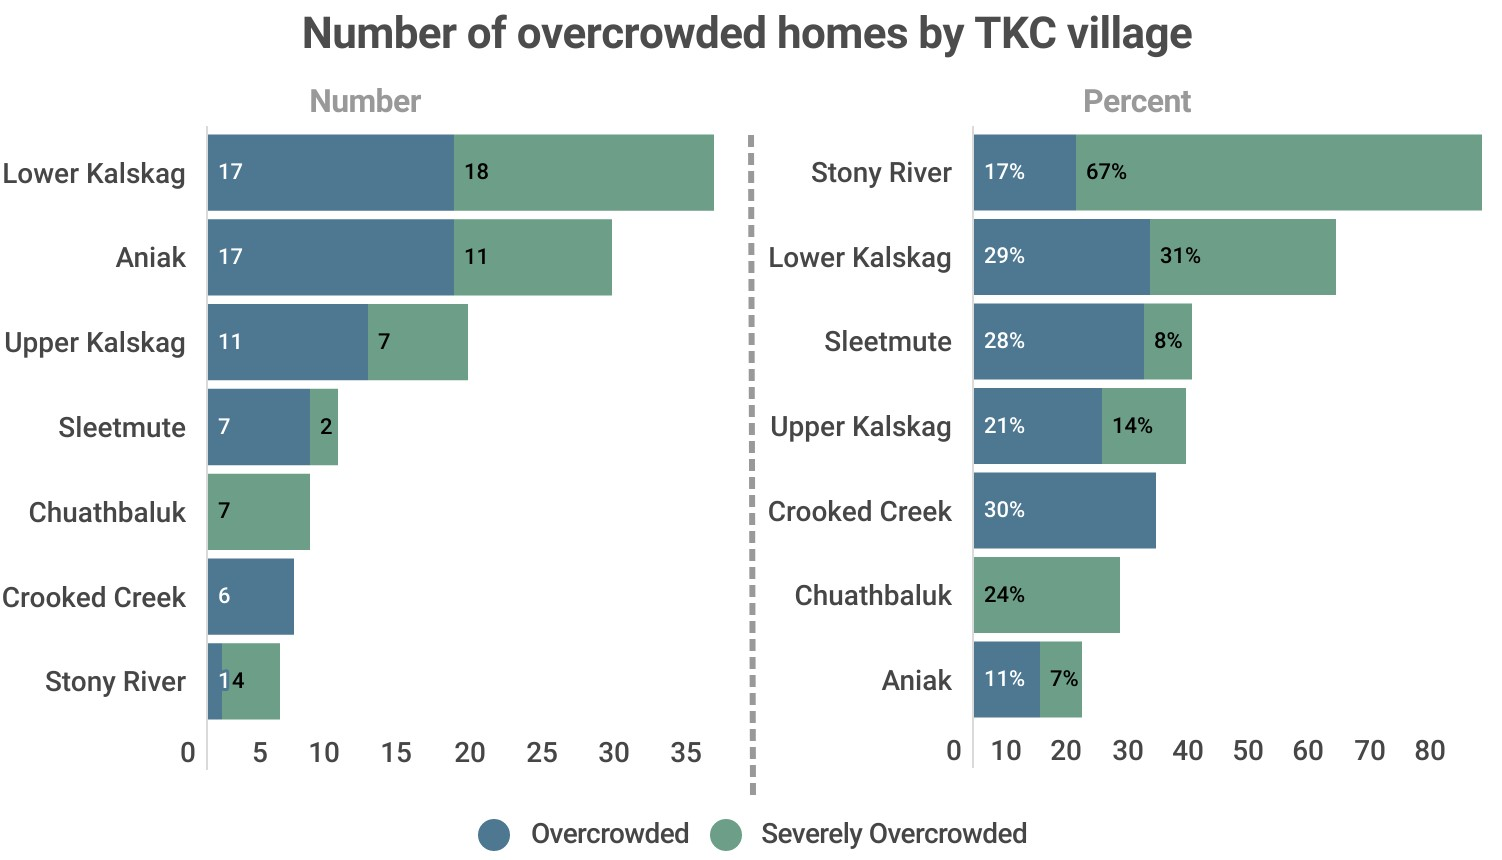 Number of overcrowded homes by TKC village
Number
Lower Kalskag 17 18
Aniak 17 11
Upper Kalskag 11 7
Sleetmute 7 2
Chuathbaluk 7
Crooked Creek 6
Stony River 1 4
0 5 10 15 20 25 30 35
Percent
Stony River 17% 67%
Lower Kalskag 29% 31%
Sleetmute 28% 8%
Upper Kalskag 21% 14%
Crooked Creek 30%
Chuathbaluk 24%
Aniak 11% 7%
0 10 20 30 40 50 60 70 80
Overcrowded Severely Overcrowded